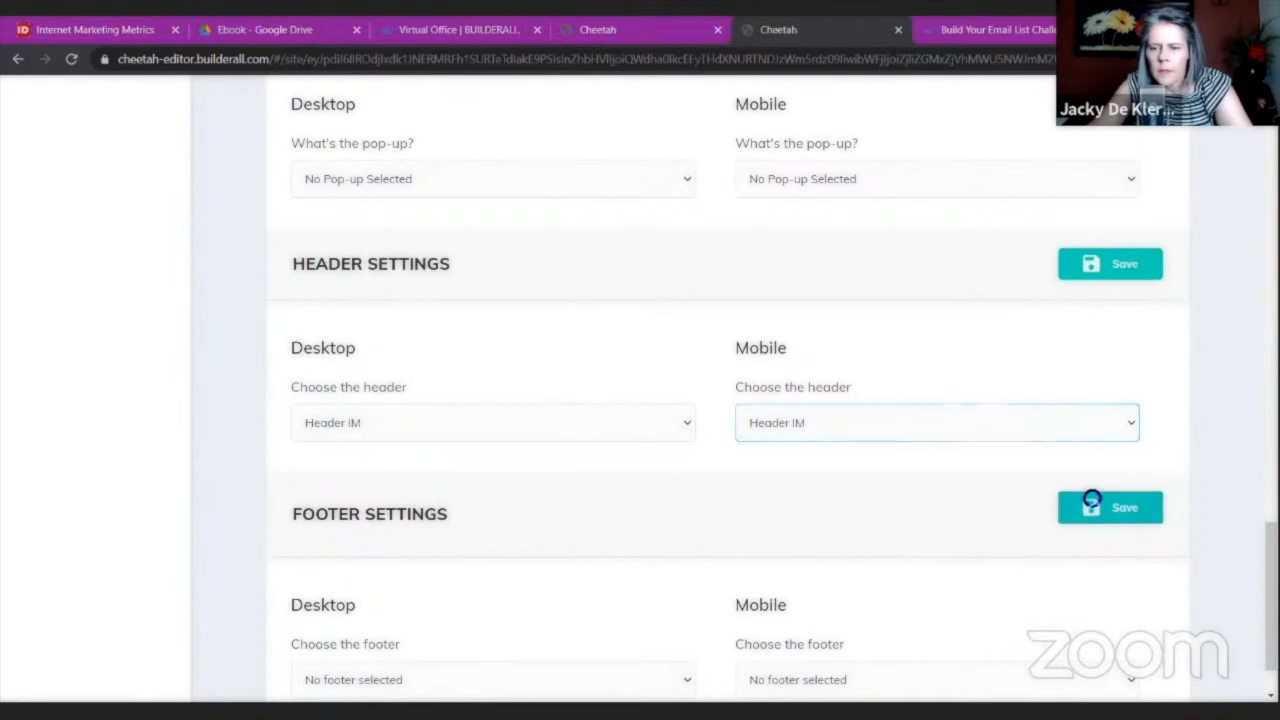 Internet Marketing Metrics
Ebook - Google Drive
Virtual Office | BUILDERALL
Cheetah
Cheetah
Build Your Email List Challe
cheetah-editor.builderall.com
Jacky De Kler...
Desktop
Mobile
What's the pop-up?
What's the pop-up?
No Pop-up Selected
No Pop-up Selected
HEADER SETTINGS
Save
Desktop
Mobile
Choose the header
Choose the header
Header IM
Header IM
FOOTER SETTINGS
Save
Desktop
Mobile
Choose the footer
Choose the footer
No footer selected
No footer selected
zoom